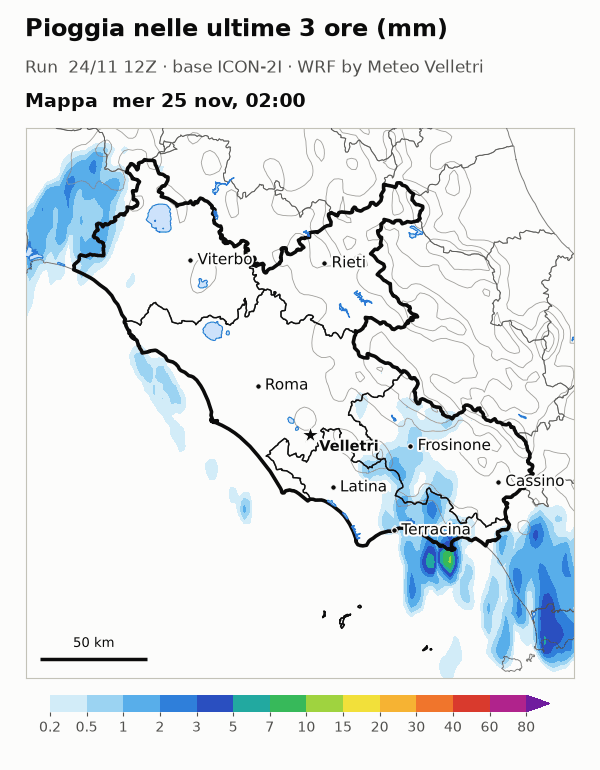 Pioggia nelle ultime 3 ore (mm)
Run  24/11 12Z · base ICON-2I · WRF by Meteo Velletri
Mappa  mer 25 nov, 02:00
Viterbo
Rieti
Roma
Velletri
Frosinone
Cassino
Latina
Terracina
50 km
0.2 0.5 1 2 3 5 7 10 15 20 30 40 60 80